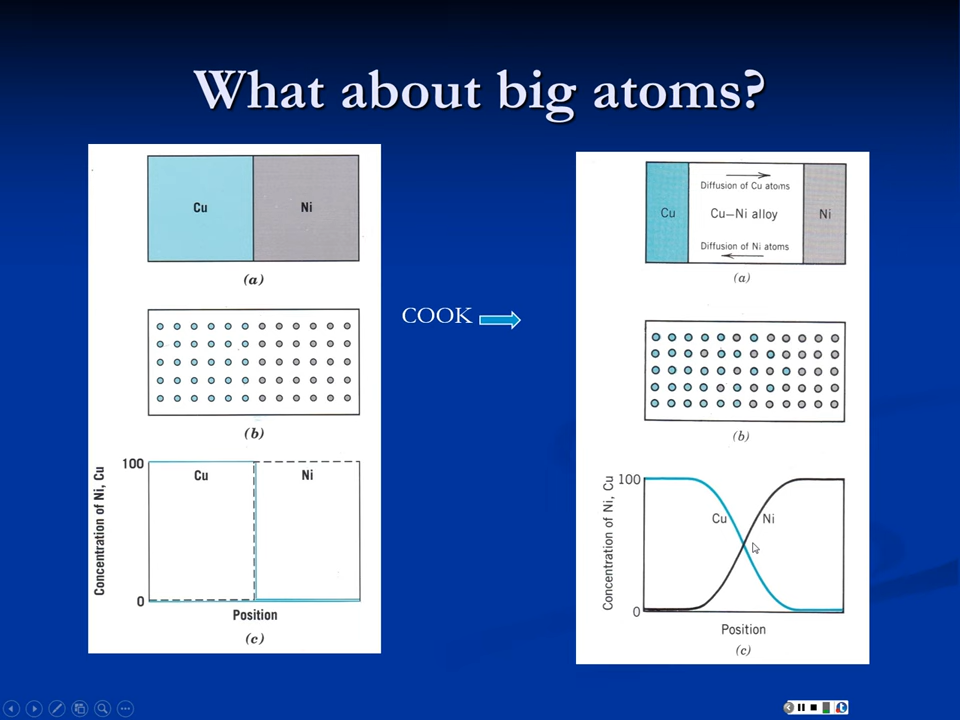 What about big atoms?
Cu
Ni
(a)
(b)
100
Cu
Ni
Concentration of Ni, Cu
0
Position
(c)
COOK
Diffusion of Cu atoms
Cu
Cu–Ni alloy
Ni
Diffusion of Ni atoms
(a)
(b)
100
Cu
Ni
Concentration of Ni, Cu
0
Position
(c)